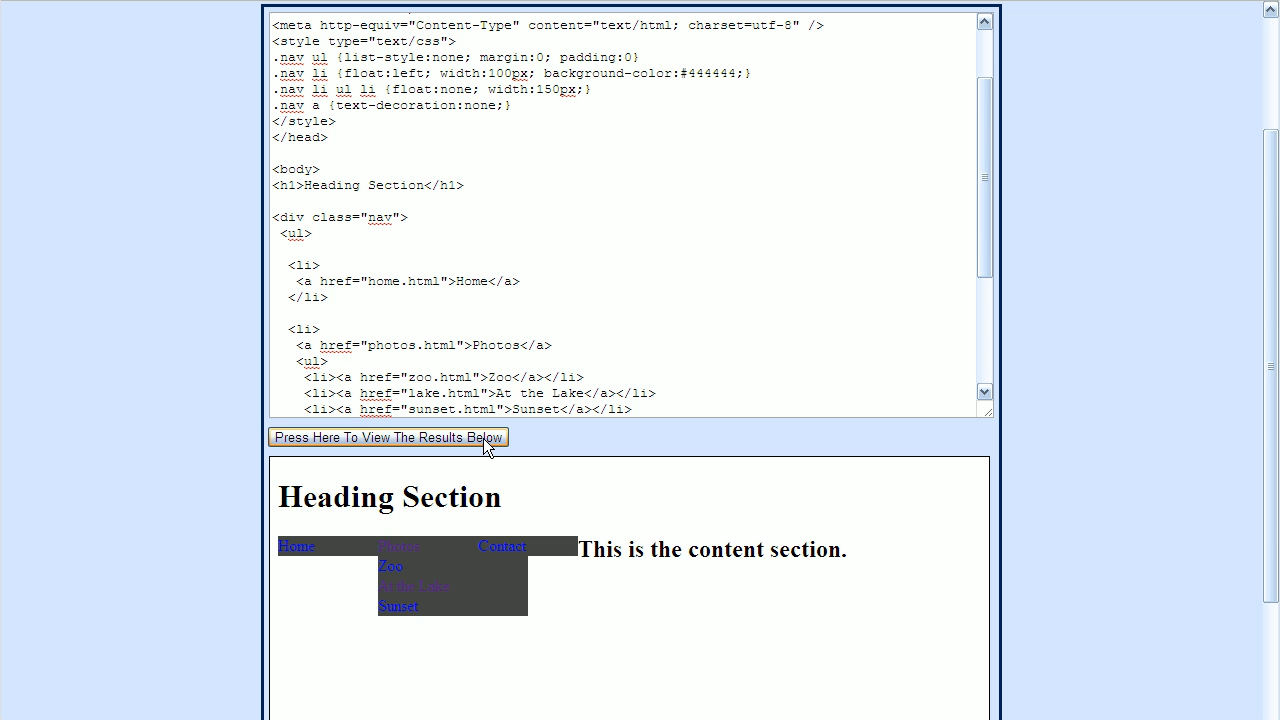 <meta http-equiv="Content-Type" content="text/html; charset=utf-8" />
<style type="text/css">
.nav ul {list-style:none; margin:0; padding:0}
.nav li {float:left; width:100px; background-color:#444444;}
.nav li ul li {float:none; width:150px;}
.nav a {text-decoration:none;}
</style>
</head>
<body>
<h1>Heading Section</h1>
<div class="nav">
<ul>
<li>
<a href="home.html">Home</a>
</li>
<li>
<a href="photos.html">Photos</a>
<ul>
<li><a href="zoo.html">Zoo</a></li>
<li><a href="lake.html">At the Lake</a></li>
<li><a href="sunset.html">Sunset</a></li>
Press Here To View The Results Below
Heading Section
Home Photos Contact This is the content section.
Zoo
At the Lake
Sunset